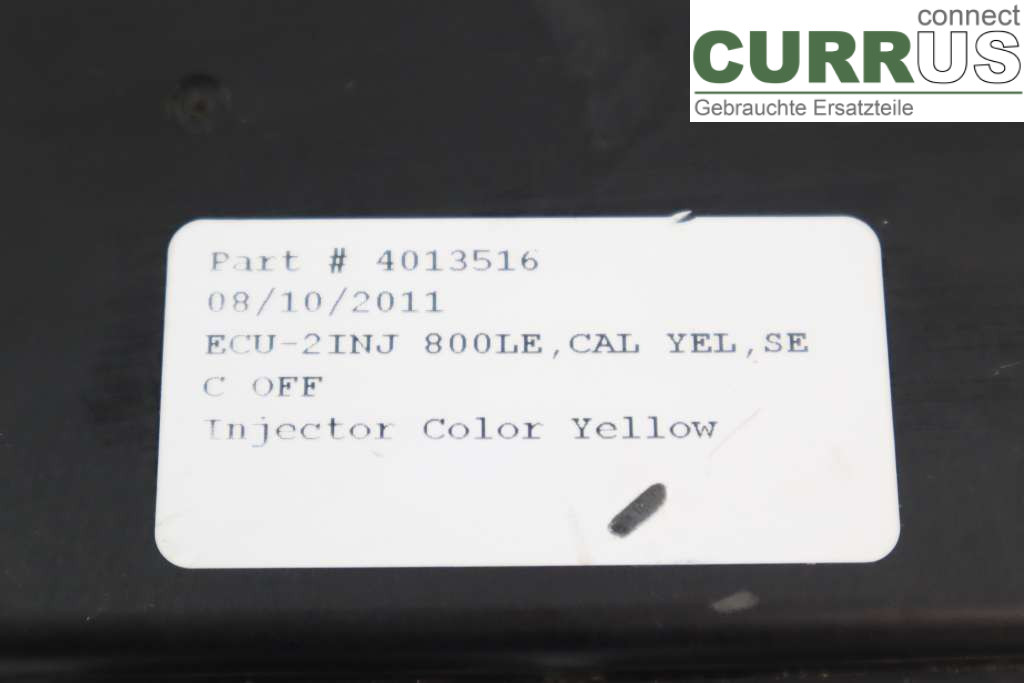 connect
CURRUS
Gebrauchte Ersatzteile
Part # 4013516
08/10/2011
ECU-2INJ 800LE,CAL YEL,SE
C OFF
Injector Color Yellow